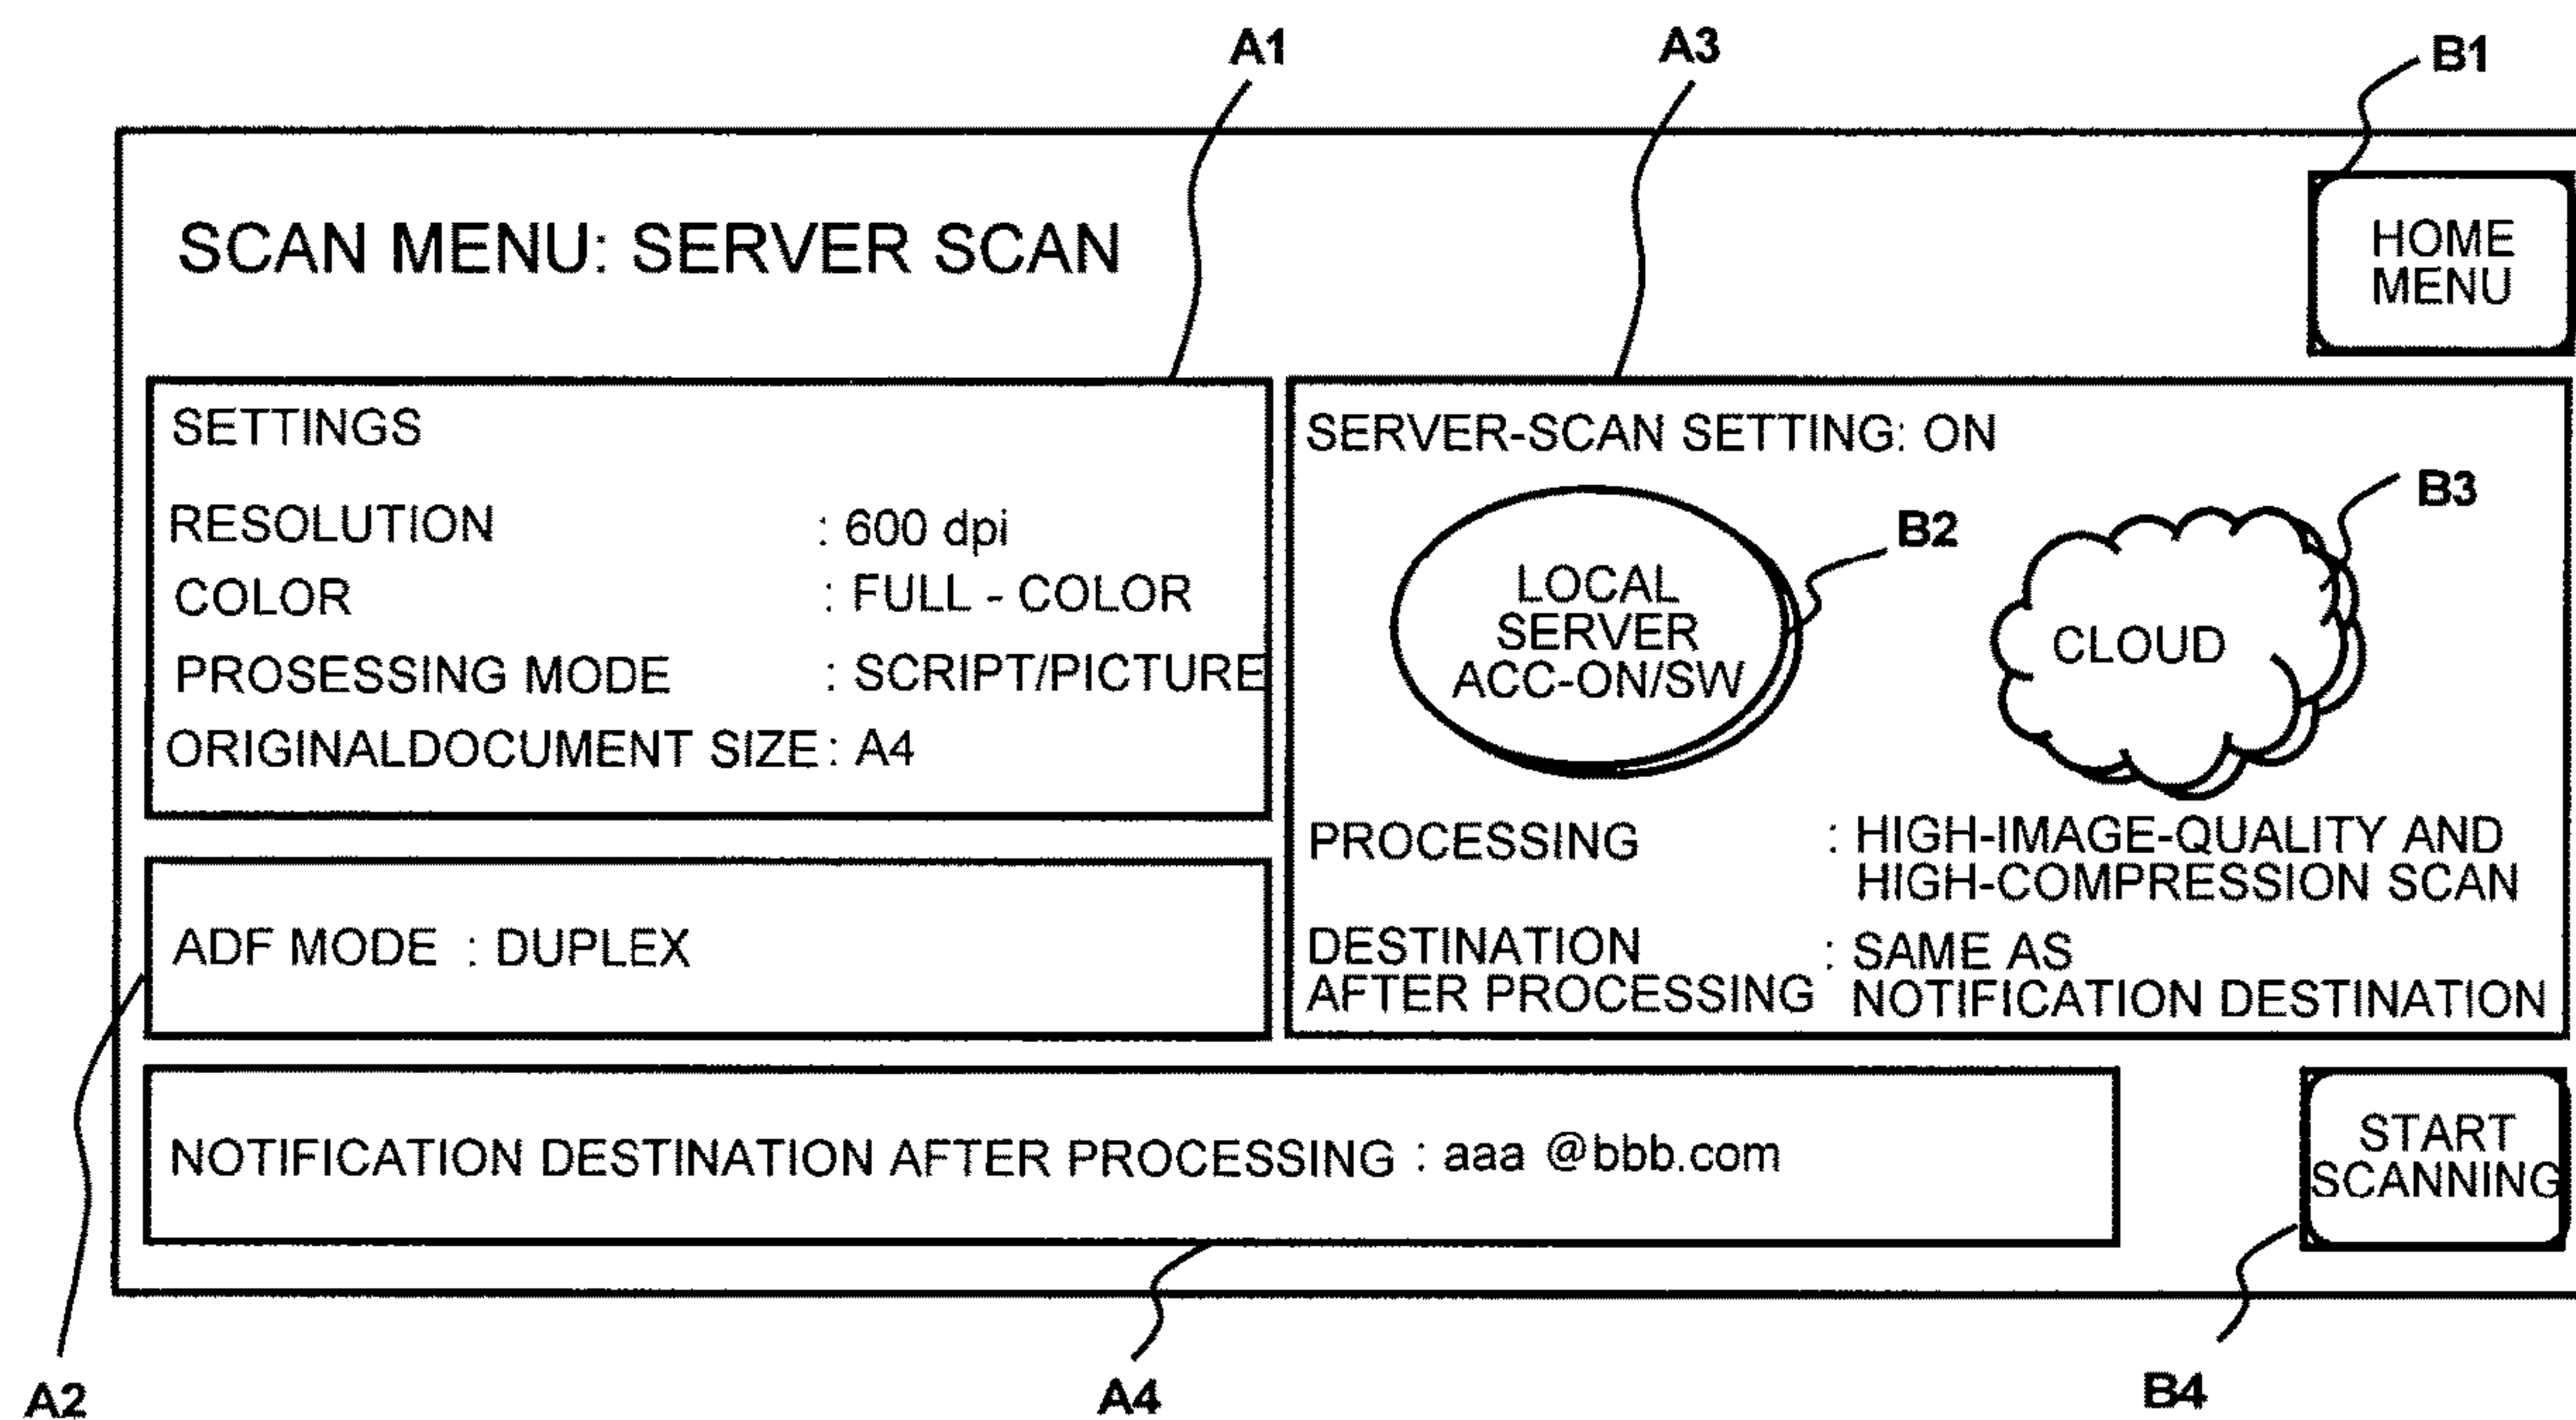 A1
A3
B1
SCAN MENU: SERVER SCAN
HOME
MENU
SETTINGS
RESOLUTION : 600 dpi
COLOR : FULL - COLOR
PROSESSING MODE : SCRIPT/PICTURE
ORIGINALDOCUMENT SIZE : A4
SERVER-SCAN SETTING: ON
LOCAL
SERVER
ACC-ON/SW
B2
CLOUD
B3
PROCESSING : HIGH-IMAGE-QUALITY AND
HIGH-COMPRESSION SCAN
DESTINATION : SAME AS
AFTER PROCESSING NOTIFICATION DESTINATION
ADF MODE : DUPLEX
NOTIFICATION DESTINATION AFTER PROCESSING : aaa @bbb.com
START
SCANNING
A2
A4
B4